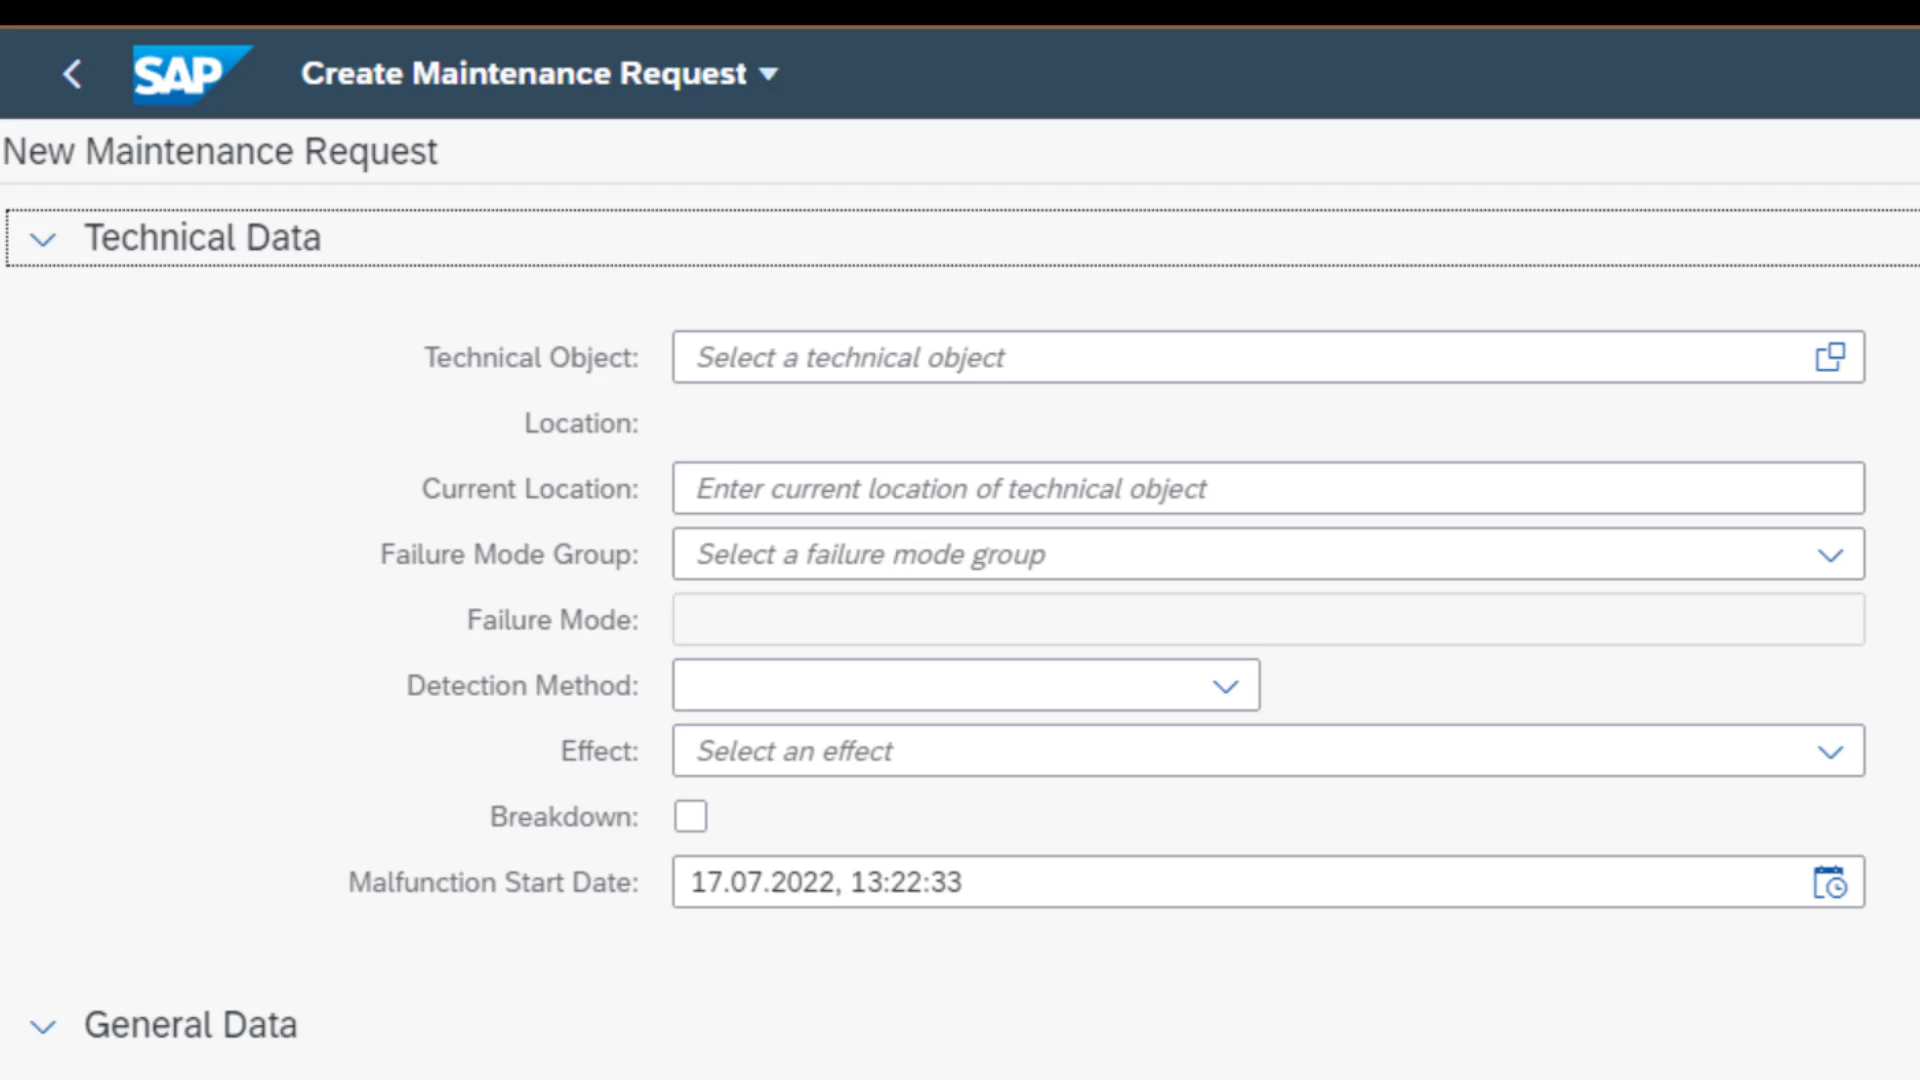 SAP Create Maintenance Request
New Maintenance Request
Technical Data
Technical Object: Select a technical object
Location:
Current Location: Enter current location of technical object
Failure Mode Group: Select a failure mode group
Failure Mode:
Detection Method:
Effect: Select an effect
Breakdown:
Malfunction Start Date: 17.07.2022, 13:22:33
General Data